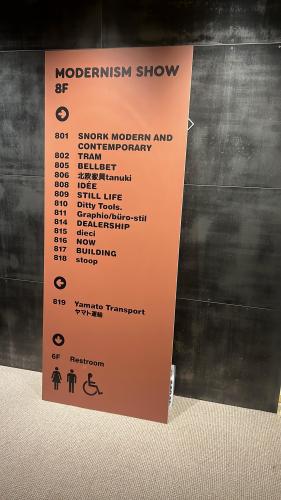 MODERNISM SHOW
8F
801 SNORK MODERN AND
CONTEMPORARY
802 TRAM
805 BELLBET
806 北欧家具tanuki
808 IDÉE
809 STILL LIFE
810 Ditty Tools.
811 Graphio/büro-stil
814 DEALERSHIP
815 dieci
816 NOW
817 BUILDING
818 stoop
819 Yamato Transport
ヤマト運輸
6F Restroom